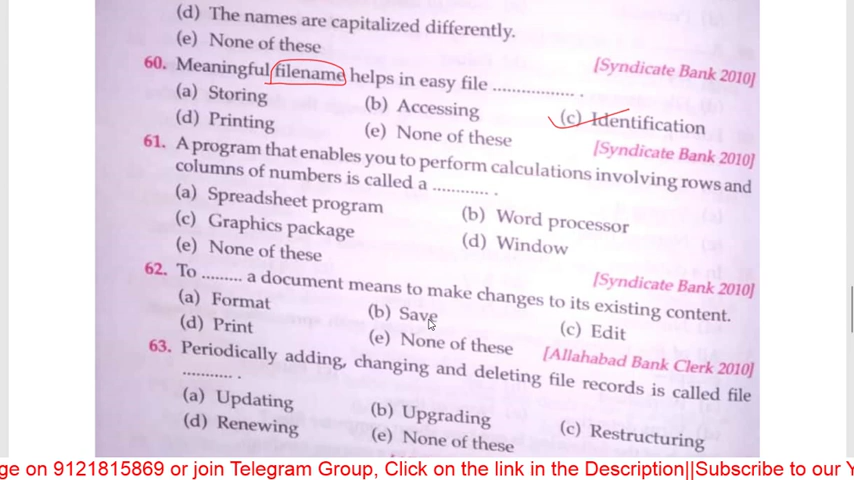 (d) The names are capitalized differently.
(e) None of these
[Syndicate Bank 2010]
60. Meaningful filename helps in easy file ................. .
(a) Storing (b) Accessing (c) Identification
(d) Printing (e) None of these
[Syndicate Bank 2010]
61. A program that enables you to perform calculations involving rows and
columns of numbers is called a ............ .
(a) Spreadsheet program (b) Word processor
(c) Graphics package (d) Window
(e) None of these
[Syndicate Bank 2010]
62. To ......... a document means to make changes to its existing content.
(a) Format (b) Save (c) Edit
(d) Print (e) None of these
[Allahabad Bank Clerk 2010]
63. Periodically adding, changing and deleting file records is called file
........... .
(a) Updating (b) Upgrading (c) Restructuring
(d) Renewing (e) None of these
ge on 9121815869 or join Telegram Group, Click on the link in the Description||Subscribe to our Y